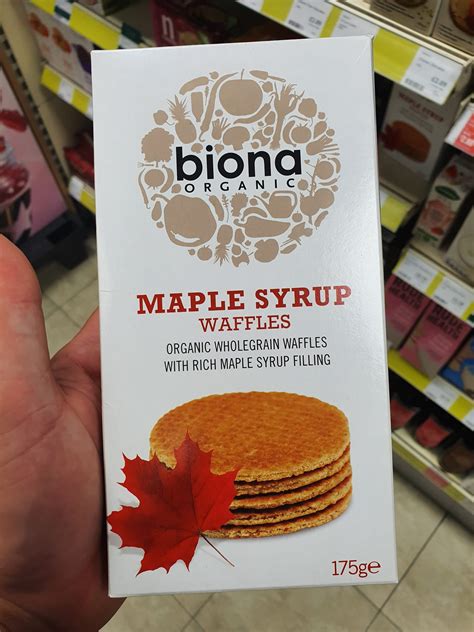 biona
ORGANIC
MAPLE SYRUP
WAFFLES
ORGANIC WHOLEGRAIN WAFFLES
WITH RICH MAPLE SYRUP FILLING
175g℮